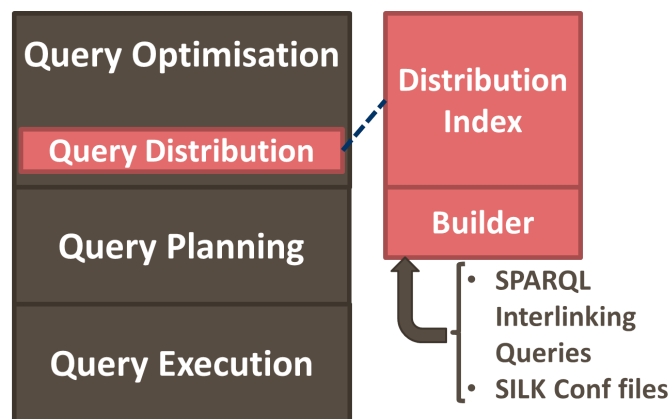 Query Optimisation
Query Distribution
Query Planning
Query Execution
Distribution
Index
Builder
• SPARQL
Interlinking
Queries
• SILK Conf files